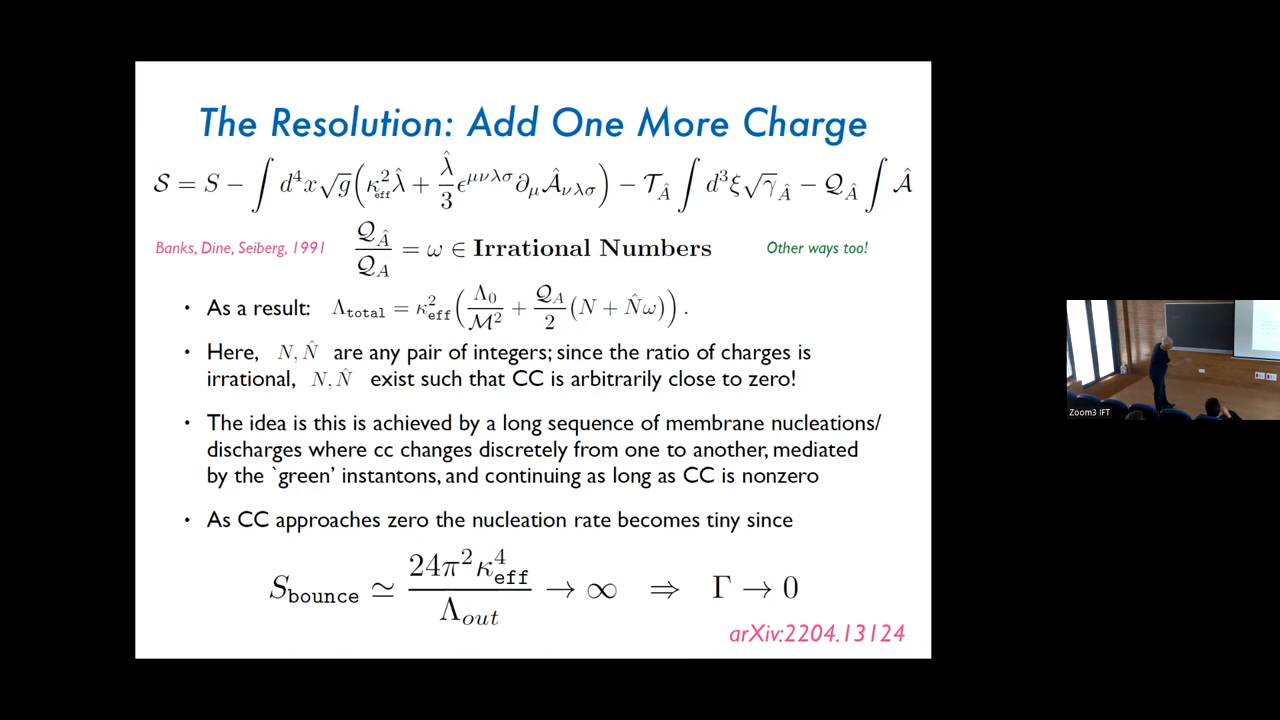 The Resolution: Add One More Charge
𝒮 = S − ∫ d⁴x√g(κ²_eff λ̂ + λ̂/3 ϵ^{μνλσ} ∂_μ Â_{νλσ}) − 𝒯_Â ∫ d³ξ√γ_Â − 𝒬_Â ∫ Â
Banks, Dine, Seiberg, 1991 𝒬_Â/𝒬_A = ω ∈ Irrational Numbers Other ways too!
• As a result: Λ_total = κ²_eff(Λ₀/ℳ² + 𝒬_A/2 (N + N̂ω)).
• Here, N, N̂ are any pair of integers; since the ratio of charges is
irrational, N, N̂ exist such that CC is arbitrarily close to zero!
• The idea is this is achieved by a long sequence of membrane nucleations/
discharges where cc changes discretely from one to another, mediated
by the `green' instantons, and continuing as long as CC is nonzero
• As CC approaches zero the nucleation rate becomes tiny since
S_bounce ≃ 24π²κ⁴_eff/Λ_out → ∞ ⇒ Γ → 0
arXiv:2204.13124
Zoom3 IFT